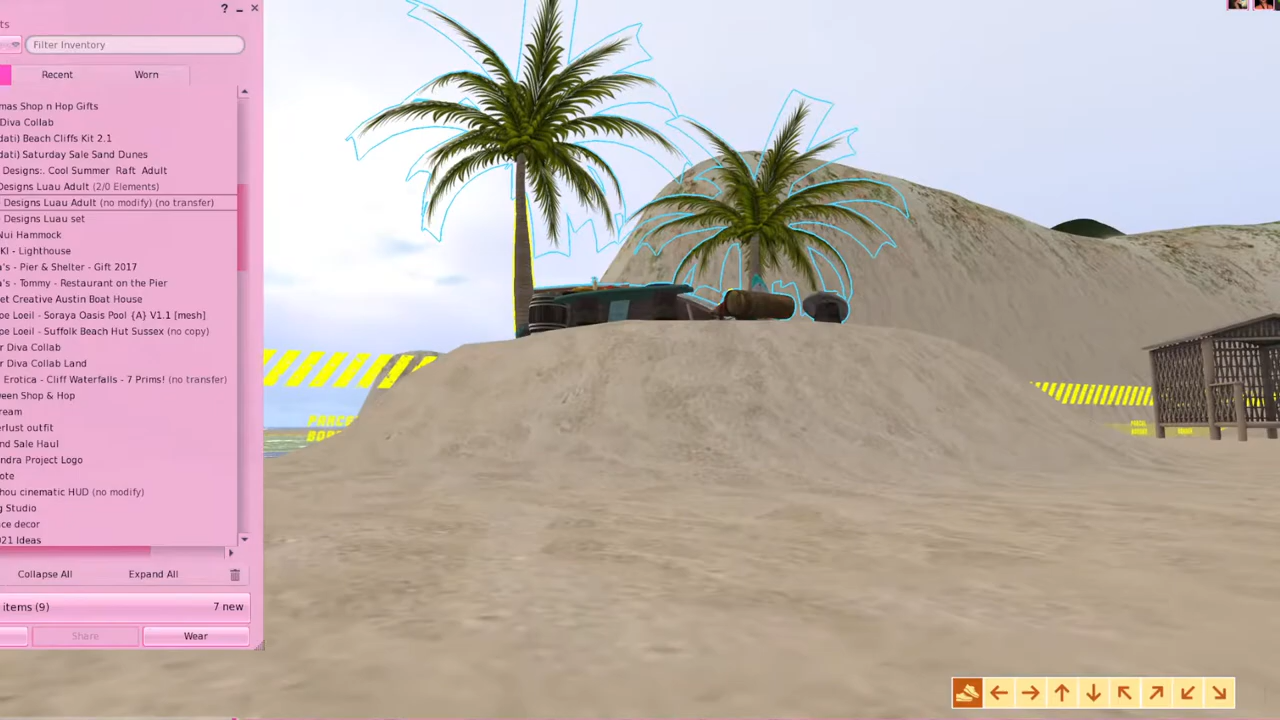 ?
ts
Filter Inventory
Recent Worn
mas Shop n Hop Gifts
Diva Collab
dati) Beach Cliffs Kit 2.1
dati) Saturday Sale Sand Dunes
Designs:. Cool Summer Raft Adult
Designs Luau Adult (2/0 Elements)
Designs Luau Adult (no modify) (no transfer)
Designs Luau set
Nui Hammock
KI - Lighthouse
a's - Pier & Shelter - Gift 2017
a's - Tommy - Restaurant on the Pier
et Creative Austin Boat House
pe Loeil - Soraya Oasis Pool {A} V1.1 [mesh]
pe Loeil - Suffolk Beach Hut Sussex (no copy)
r Diva Collab
r Diva Collab Land
Erotica - Cliff Waterfalls - 7 Prims! (no transfer)
ween Shop & Hop
ream
erlust outfit
nd Sale Haul
ndra Project Logo
ote
hou cinematic HUD (no modify)
g Studio
ce decor
021 Ideas
Collapse All Expand All
items (9) 7 new
Share Wear